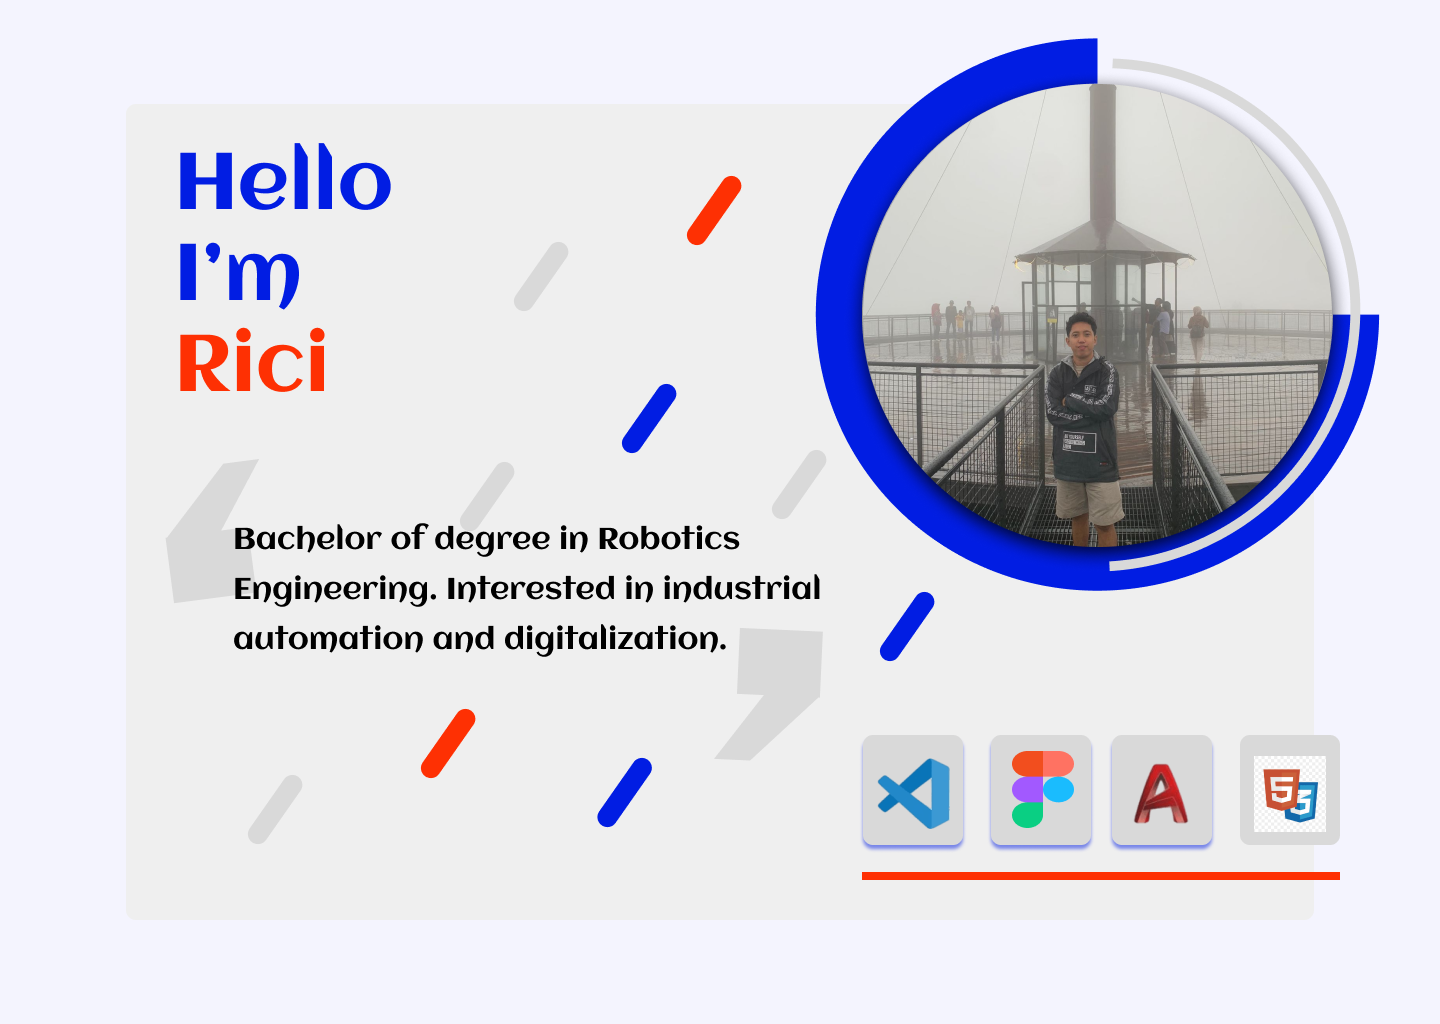 Hello
I'm
Rici
Bachelor of degree in Robotics
Engineering. Interested in industrial
automation and digitalization.